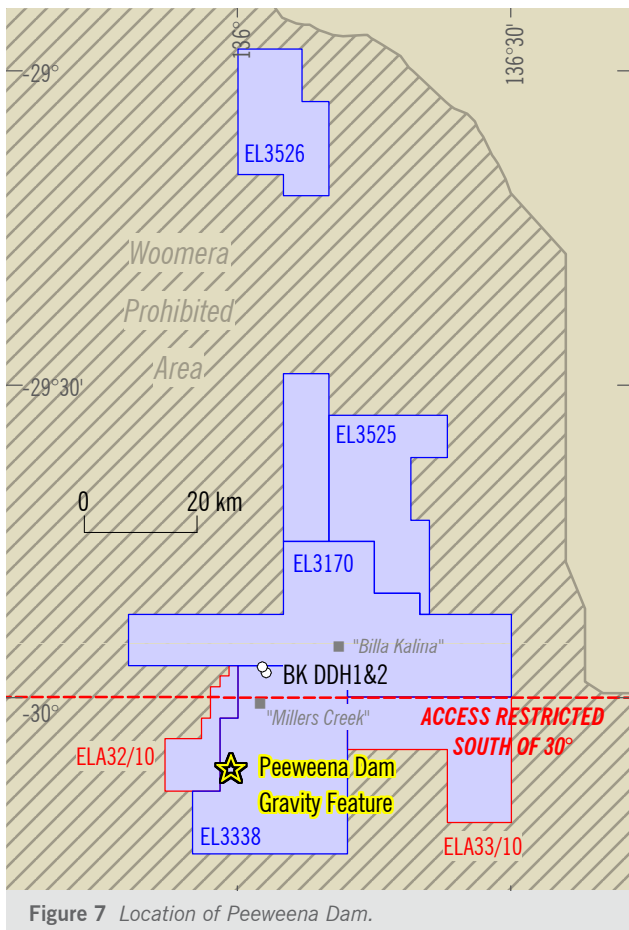 136°
136°30'
-29°
EL3526
Woomera
Prohibited
Area
-29°30'
EL3525
0 20 km
EL3170
"Billa Kalina"
BK DDH1&2
-30°
"Millers Creek"
ACCESS RESTRICTED
SOUTH OF 30°
ELA32/10
Peeweena Dam
Gravity Feature
EL3338
ELA33/10
Figure 7 Location of Peeweena Dam.